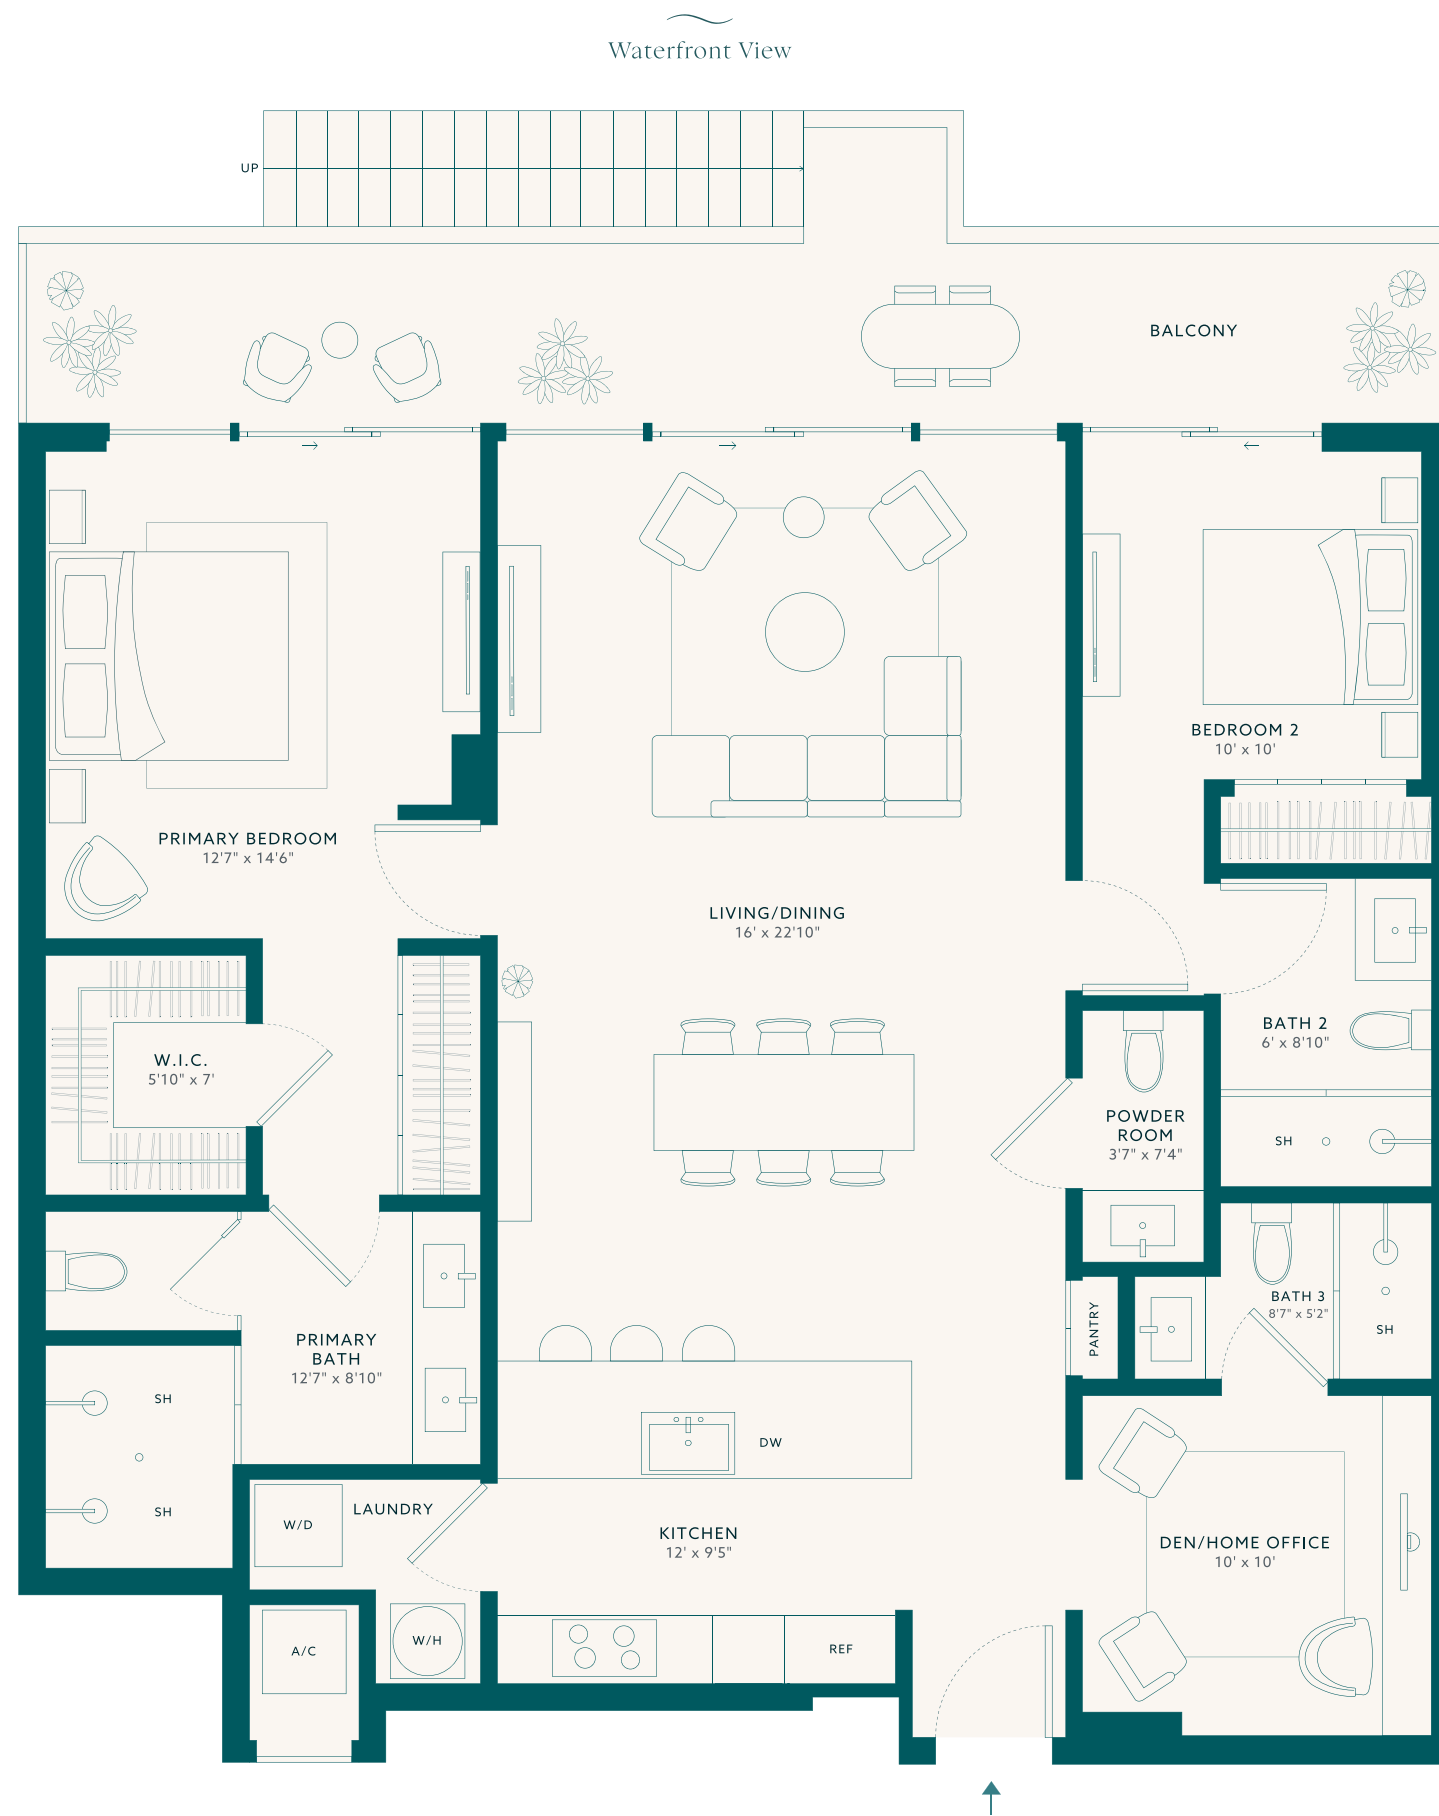 Waterfront View
UP
BALCONY
BEDROOM 2
10' x 10'
PRIMARY BEDROOM
12'7" x 14'6"
LIVING/DINING
16' x 22'10"
W.I.C.
5'10" x 7'
BATH 2
6' x 8'10"
SH
POWDER
ROOM
3'7" x 7'4"
PRIMARY
BATH
12'7" x 8'10"
SH
SH
PANTRY
BATH 3
8'7" x 5'2"
SH
DW
LAUNDRY
W/D
KITCHEN
12' x 9'5"
DEN/HOME OFFICE
10' x 10'
A/C
W/H
REF